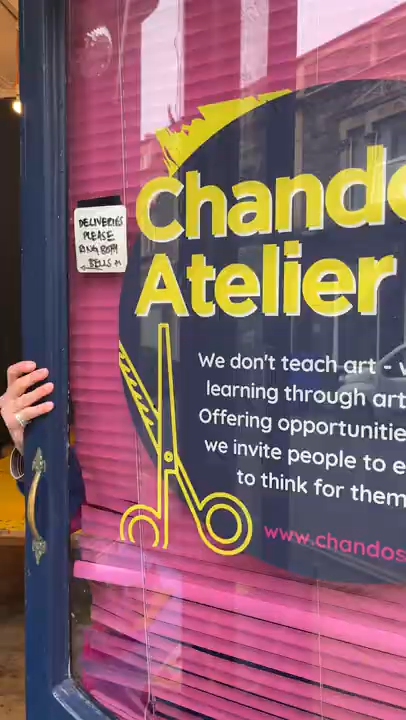 Chando
Atelier
DELIVERIES
PLEASE
RING BOTH
BELLS
We don't teach art -
learning through art
Offering opportunitie
we invite people to e
to think for them
www.chandos